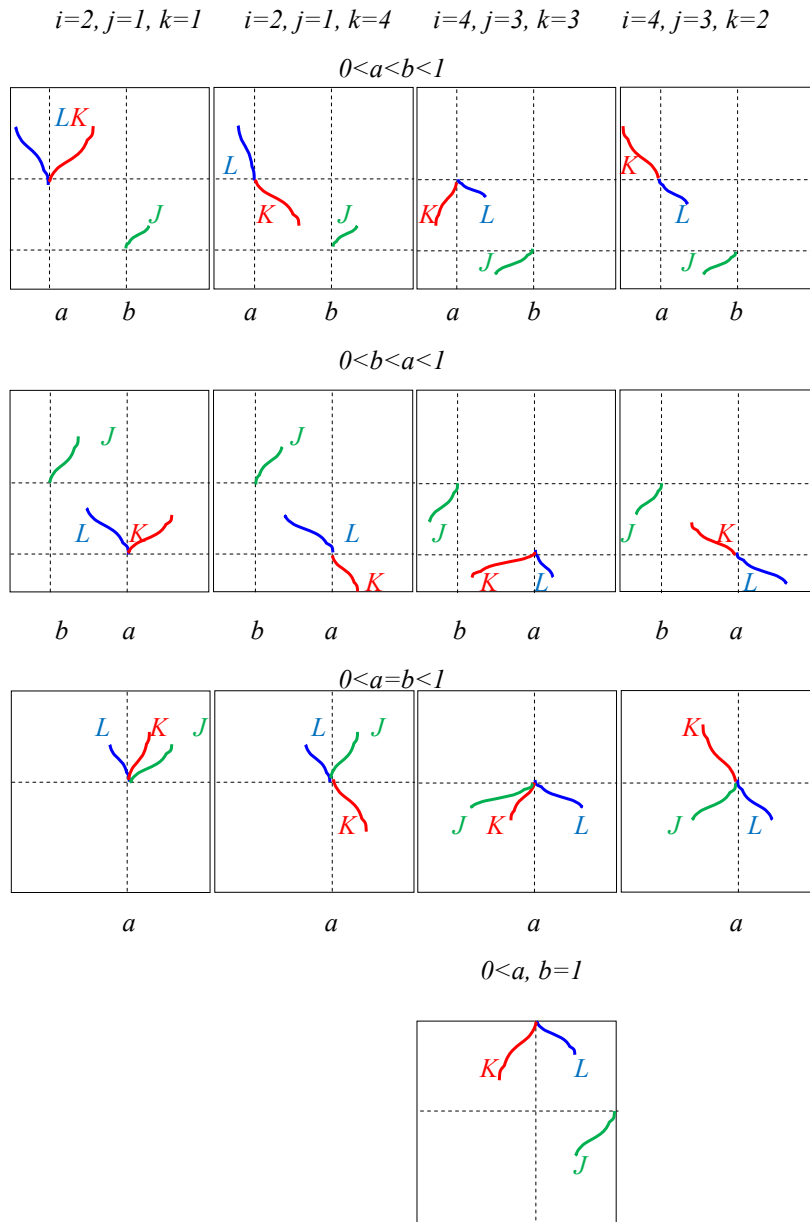 i=2, j=1, k=1 i=2, j=1, k=4 i=4, j=3, k=3 i=4, j=3, k=2
0<a<b<1
L K J L K J K L J K L J
a b a b a b a b
0<b<a<1
J L K J L K J K L J K L
b a b a b a b a
0<a=b<1
L K J L J K J K L K J L
a a a a
0<a, b=1
K L J